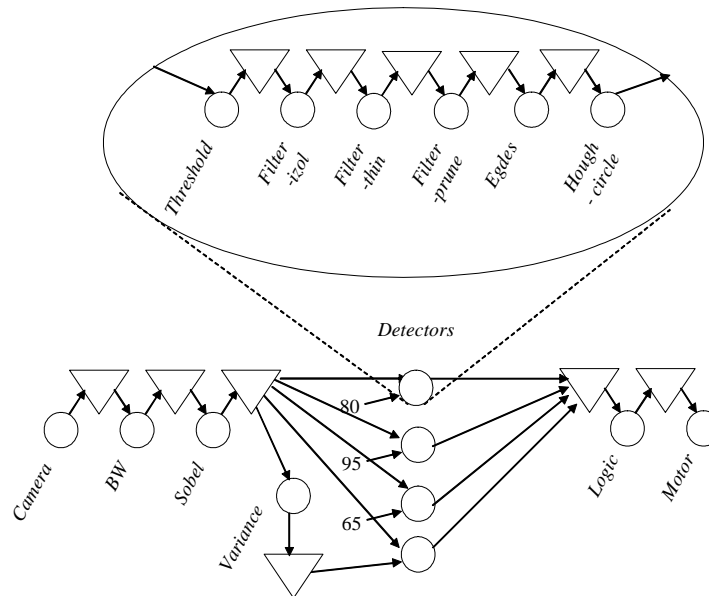 Threshold
Filter
-izol
Filter
-thin
Filter
-prune
Egdes
Hough
- circle
Detectors
80
95
65
Camera
BW
Sobel
Variance
Logic
Motor